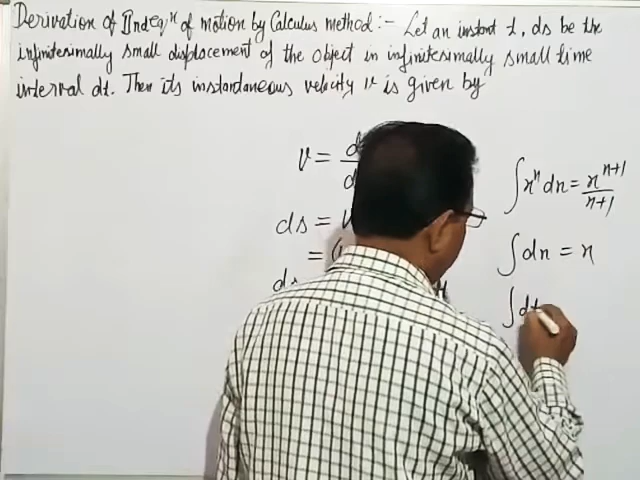 Derivation of IInd eqⁿ of motion by Calculus method:- Let an instant t, ds be the
infinitesimally small displacement of the object in infinitesimally small time
interval dt. Then its instantaneous velocity v is given by
v =
ds =
=
ds
∫xⁿ dx = xⁿ⁺¹/n+1
∫dx = x
∫dt